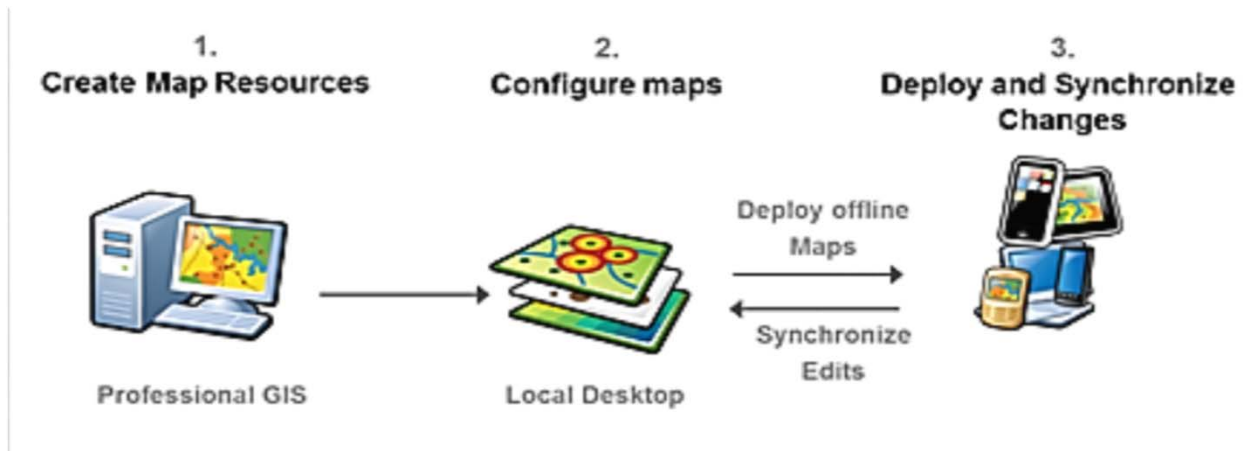 1.
Create Map Resources
2.
Configure maps
3.
Deploy and Synchronize
Changes
Deploy offline
Maps
Synchronize
Edits
Professional GIS
Local Desktop